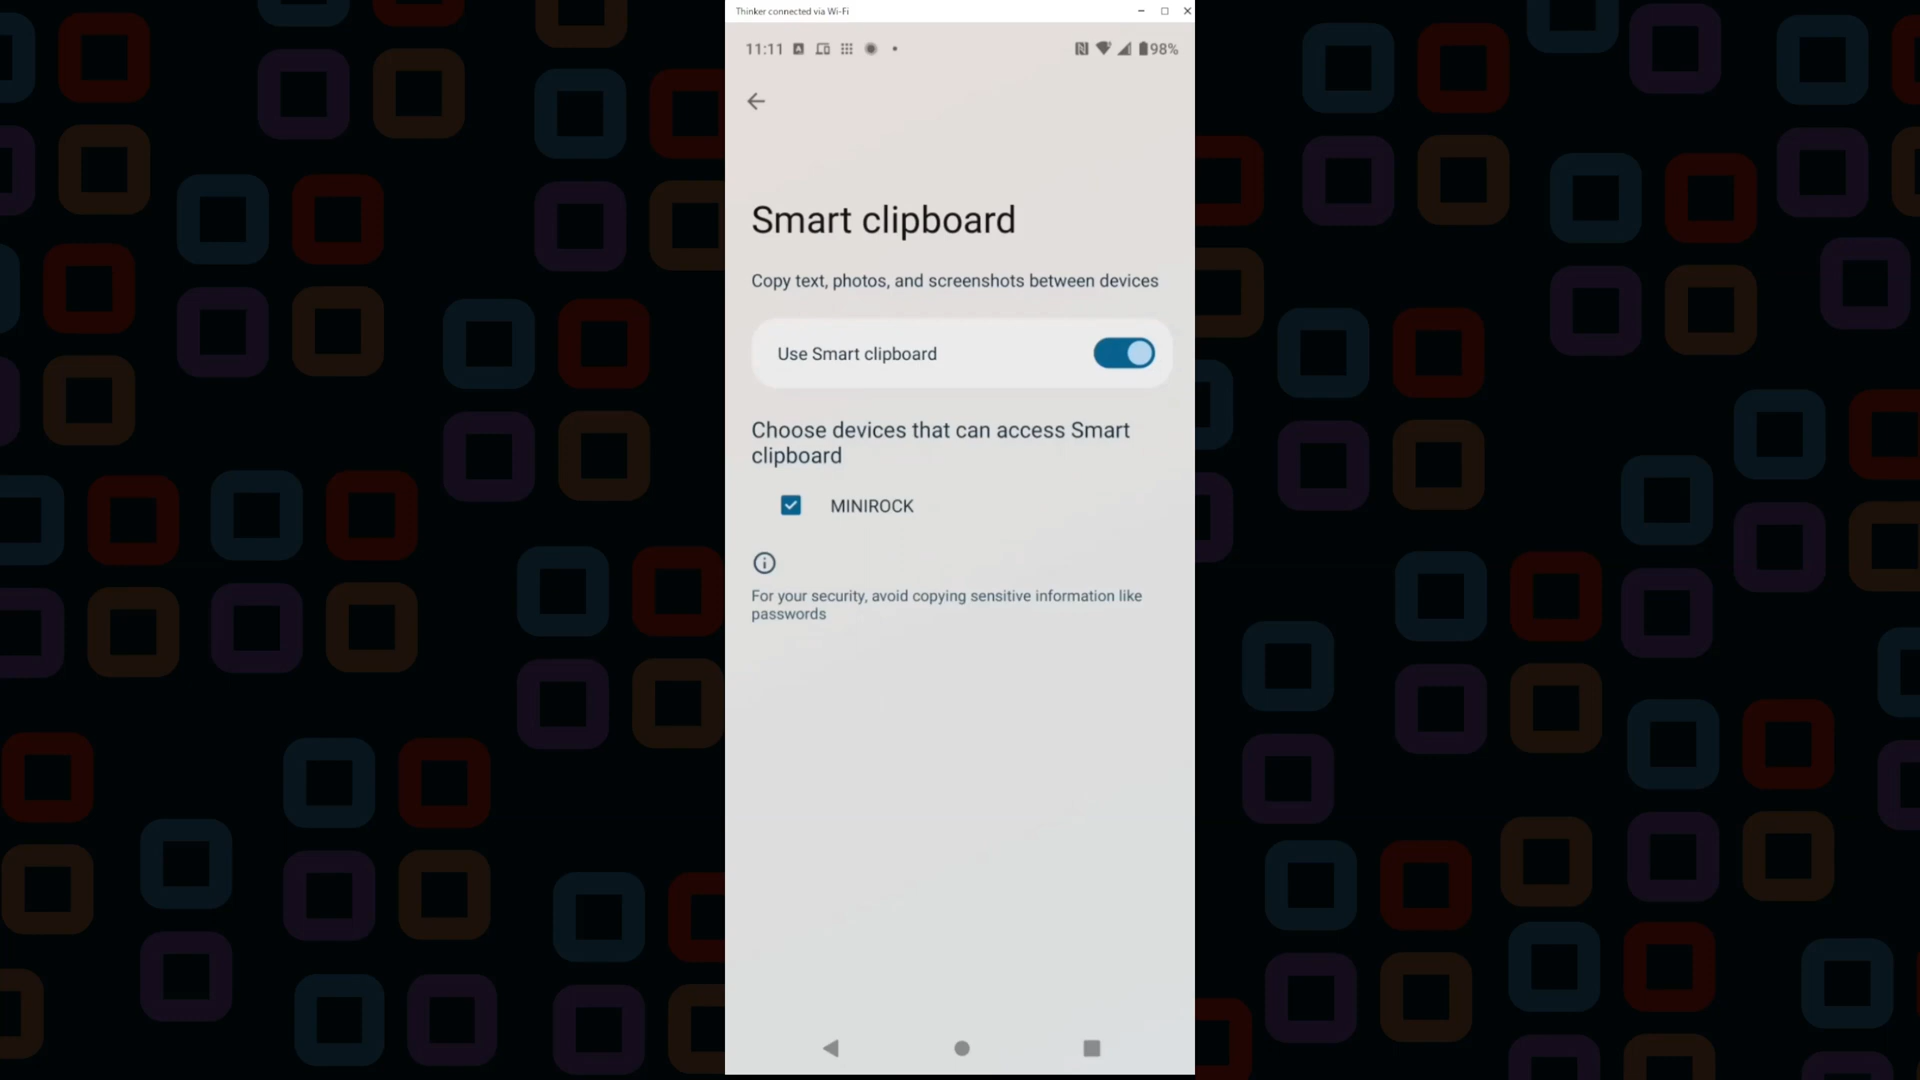 Thinker connected via Wi-Fi
11:11
98%
Smart clipboard
Copy text, photos, and screenshots between devices
Use Smart clipboard
Choose devices that can access Smart
clipboard
MINIROCK
For your security, avoid copying sensitive information like
passwords